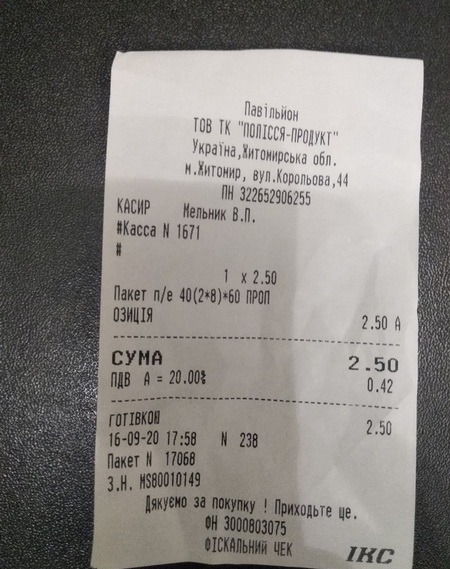 Павільйон
ТОВ ТК "ПОЛІССЯ-ПРОДУКТ"
Україна,Житомирська обл.
м.Житомир, вул.Корольова,44
ПН 322652906255
КАСИР Мельник В.П.
#Касса N 1671
#
1 x 2.50
Пакет п/е 40(2*8)*60 ПРОП
ОЗИЦІЯ 2.50 А
СУМА 2.50
ПДВ А = 20.00% 0.42
ГОТІВКОЮ 2.50
16-09-20 17:58 N 238
Пакет N 17068
З.Н. MS80010149
Дякуємо за покупку ! Приходьте ще.
ФН 3000803075
ФІСКАЛЬНИЙ ЧЕК ІКС